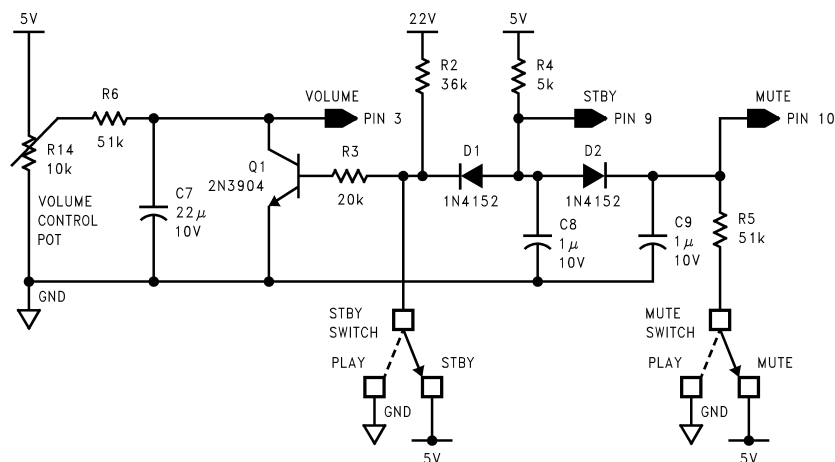 5V
22V
5V
R6
51k
VOLUME
PIN 3
R2
36k
R4
5k
STBY
PIN 9
MUTE
PIN 10
R14
10k
VOLUME
CONTROL
POT
C7
22μ
10V
Q1
2N3904
R3
20k
D1
1N4152
D2
1N4152
C8
1μ
10V
C9
1μ
10V
R5
51k
GND
STBY
SWITCH
PLAY
STBY
GND
5V
MUTE
SWITCH
PLAY
MUTE
GND
5V